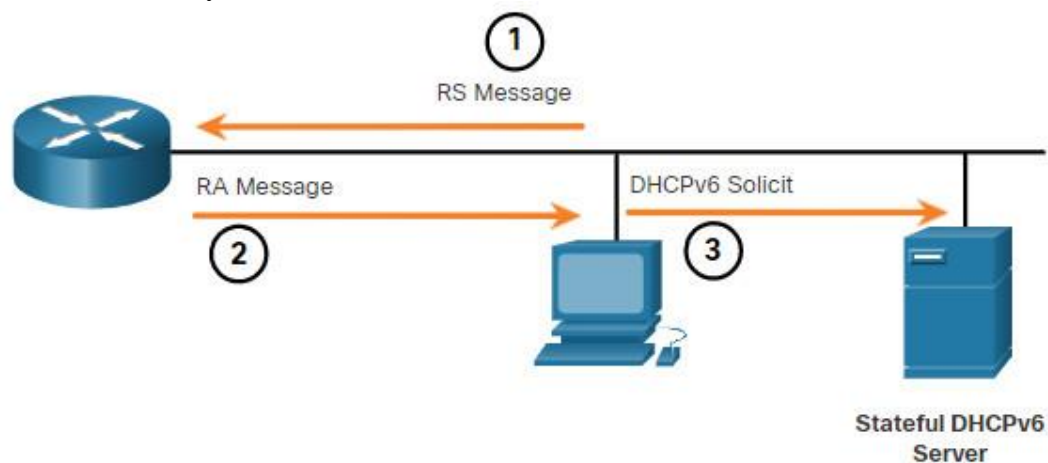 1
RS Message
RA Message
DHCPv6 Solicit
2
3
Stateful DHCPv6
Server